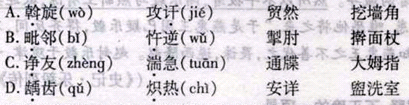 A. 斡旋(wò) 攻讦(jié) 贸然 挖墙角
B. 毗邻(bǐ) 忤逆(wǔ) 掣肘 擀面杖
C. 诤友(zhèng) 湍急(tuān) 通牒 大姆指
D. 龋齿(qǔ) 炽热(chì) 安详 盥洗室